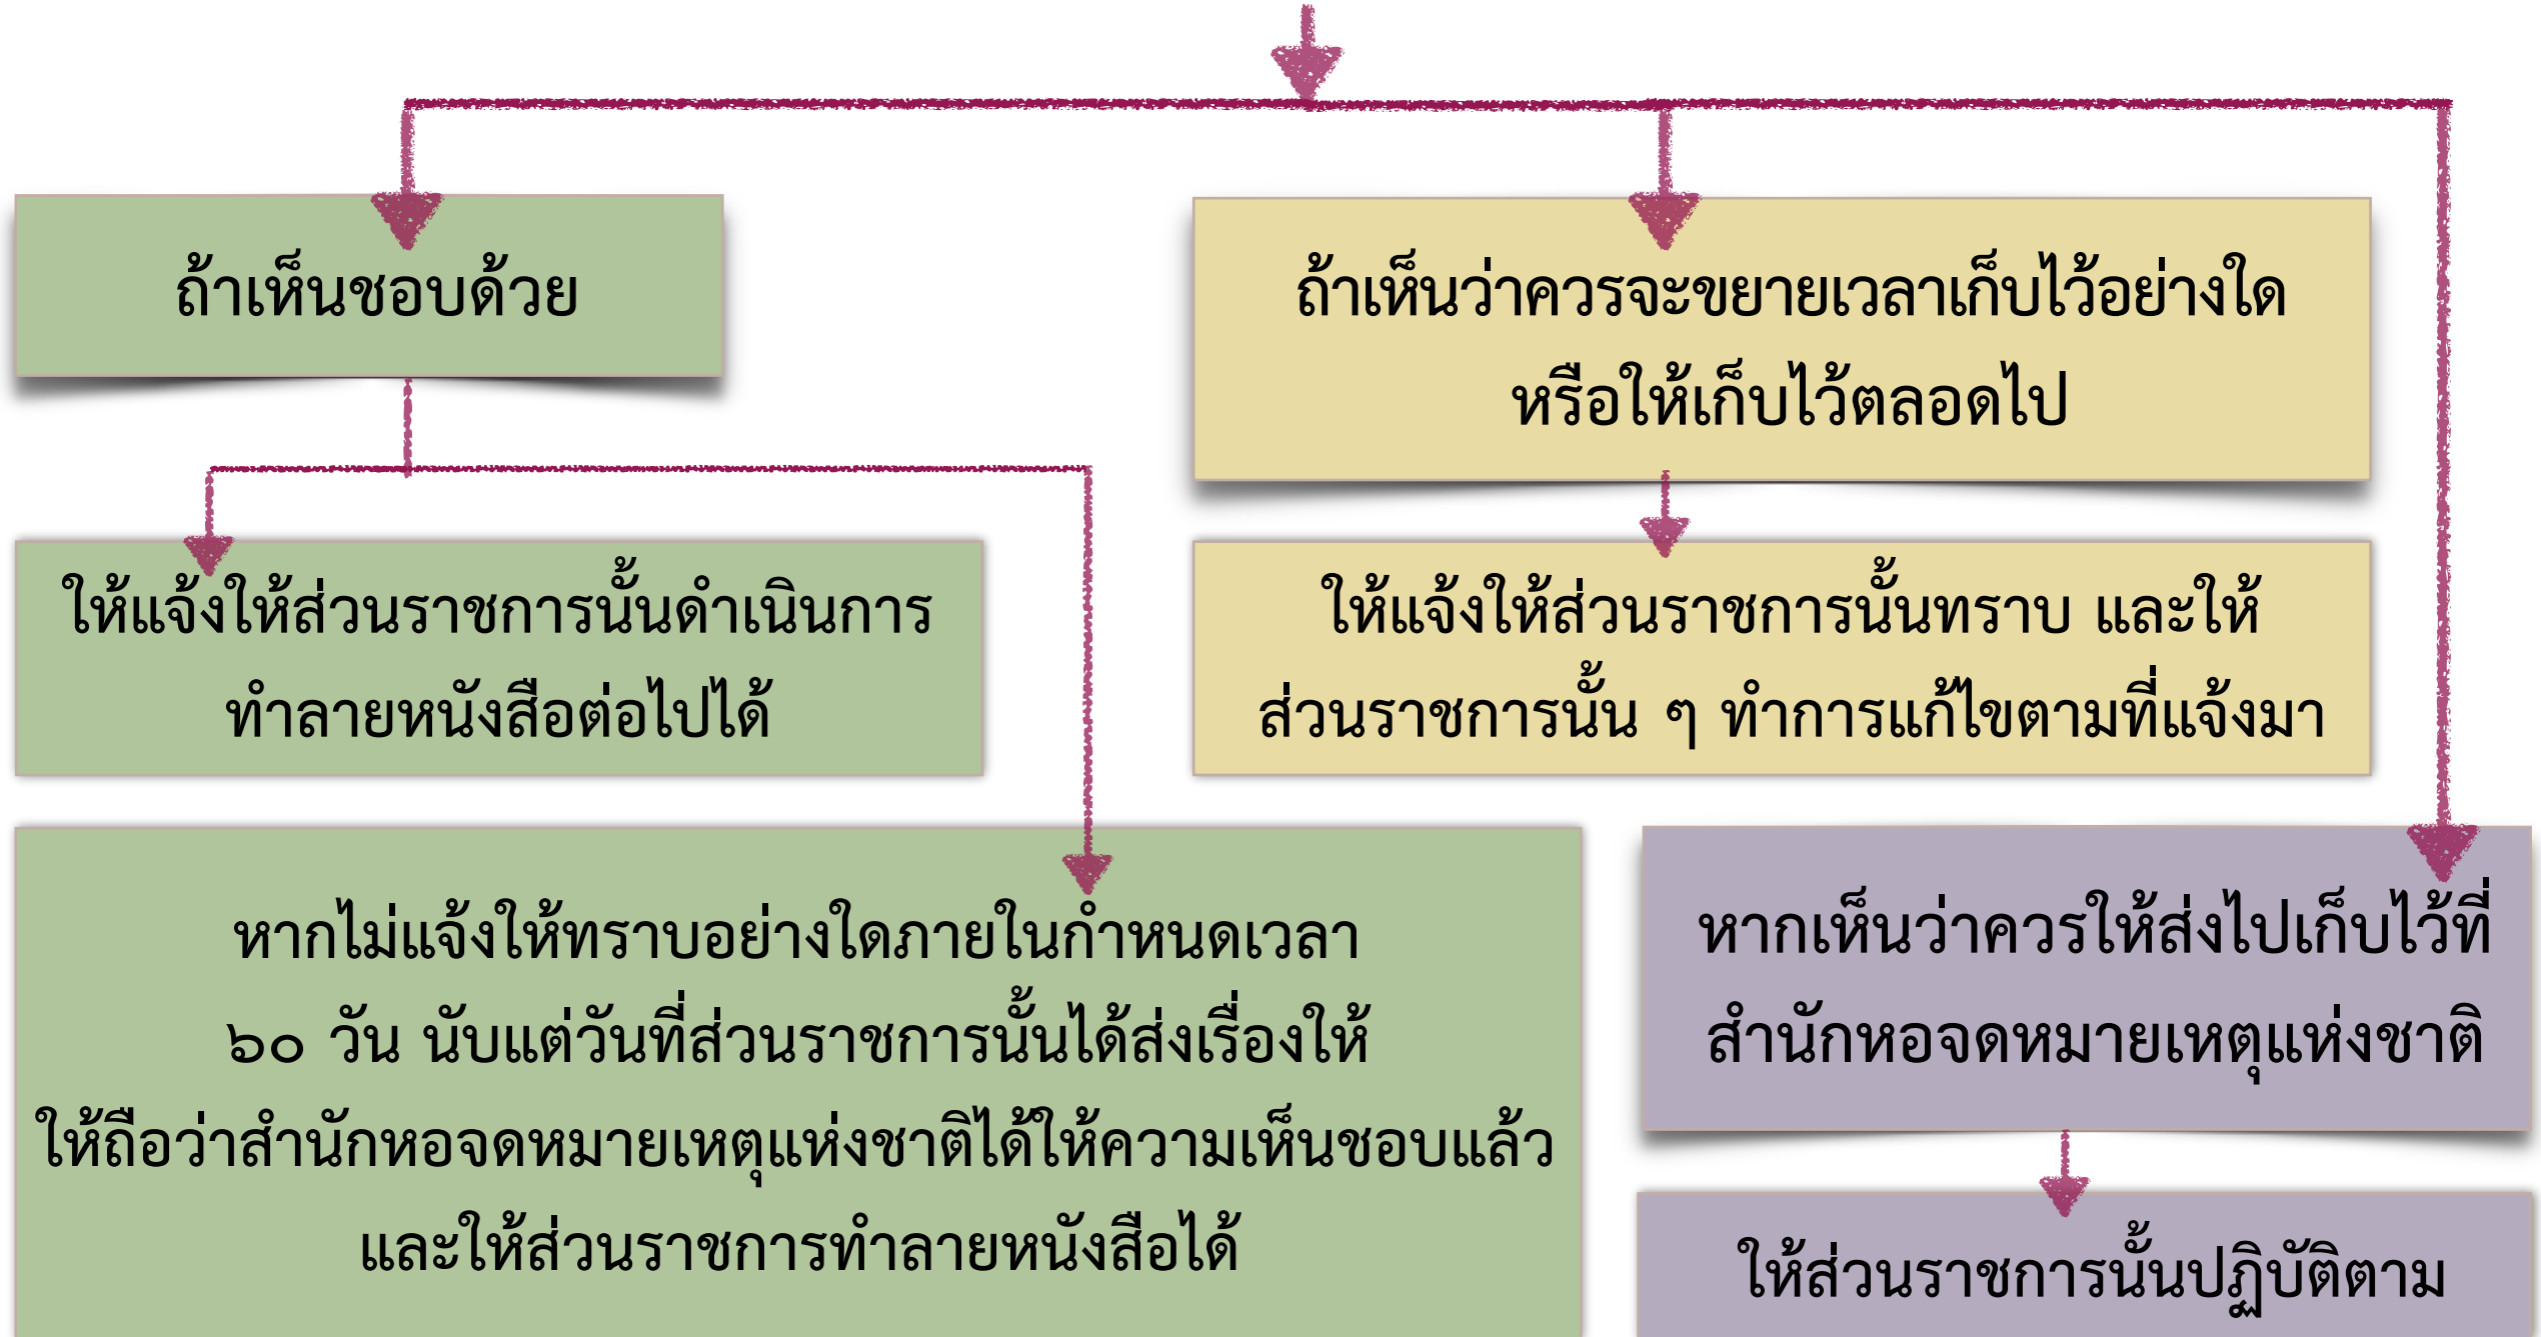 ถ้าเห็นชอบด้วย
ถ้าเห็นว่าควรจะขยายเวลาเก็บไว้อย่างใด
หรือให้เก็บไว้ตลอดไป
ให้แจ้งให้ส่วนราชการนั้นดำเนินการ
ทำลายหนังสือต่อไปได้
ให้แจ้งให้ส่วนราชการนั้นทราบ และให้
ส่วนราชการนั้น ๆ ทำการแก้ไขตามที่แจ้งมา
หากไม่แจ้งให้ทราบอย่างใดภายในกำหนดเวลา
๖๐ วัน นับแต่วันที่ส่วนราชการนั้นได้ส่งเรื่องให้
ให้ถือว่าสำนักหอจดหมายเหตุแห่งชาติได้ให้ความเห็นชอบแล้ว
และให้ส่วนราชการทำลายหนังสือได้
หากเห็นว่าควรให้ส่งไปเก็บไว้ที่
สำนักหอจดหมายเหตุแห่งชาติ
ให้ส่วนราชการนั้นปฏิบัติตาม